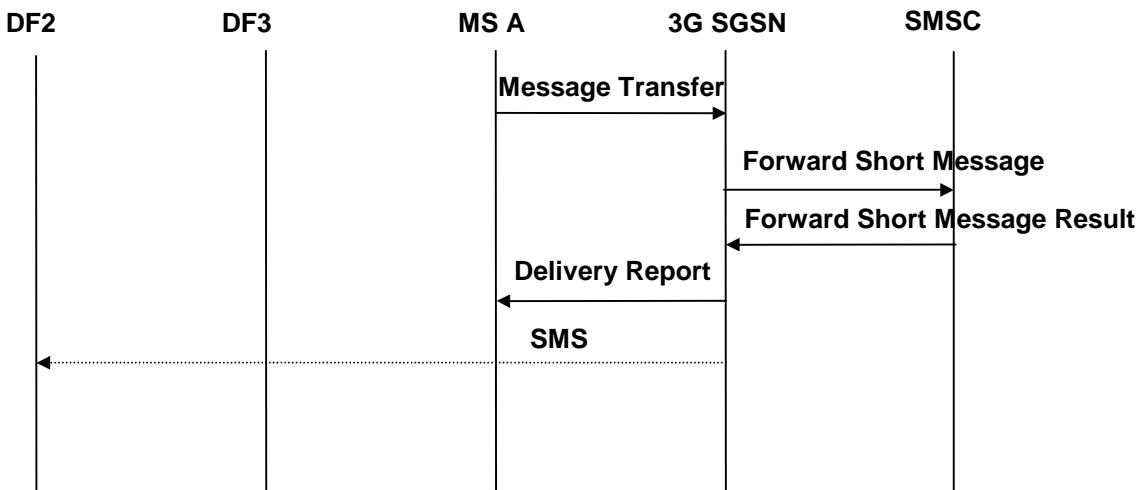 DF2 DF3 MS A 3G SGSN SMSC
Message Transfer
Forward Short Message
Forward Short Message Result
Delivery Report
SMS